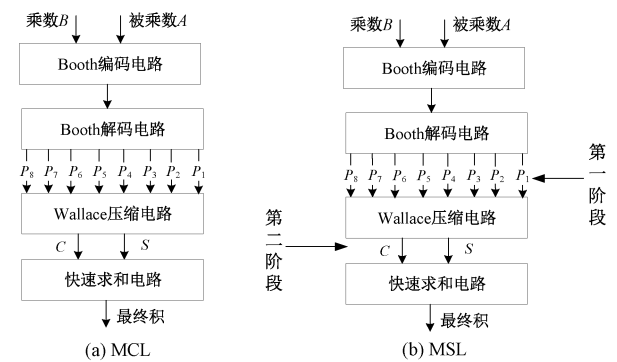 乘数B 被乘数A
Booth编码电路
Booth解码电路
P8 P7 P6 P5 P4 P3 P2 P1
Wallace压缩电路
C S
快速求和电路
最终积
(a) MCL
乘数B 被乘数A
Booth编码电路
Booth解码电路
P8 P7 P6 P5 P4 P3 P2 P1
第一阶段
Wallace压缩电路
第二阶段
C S
快速求和电路
最终积
(b) MSL